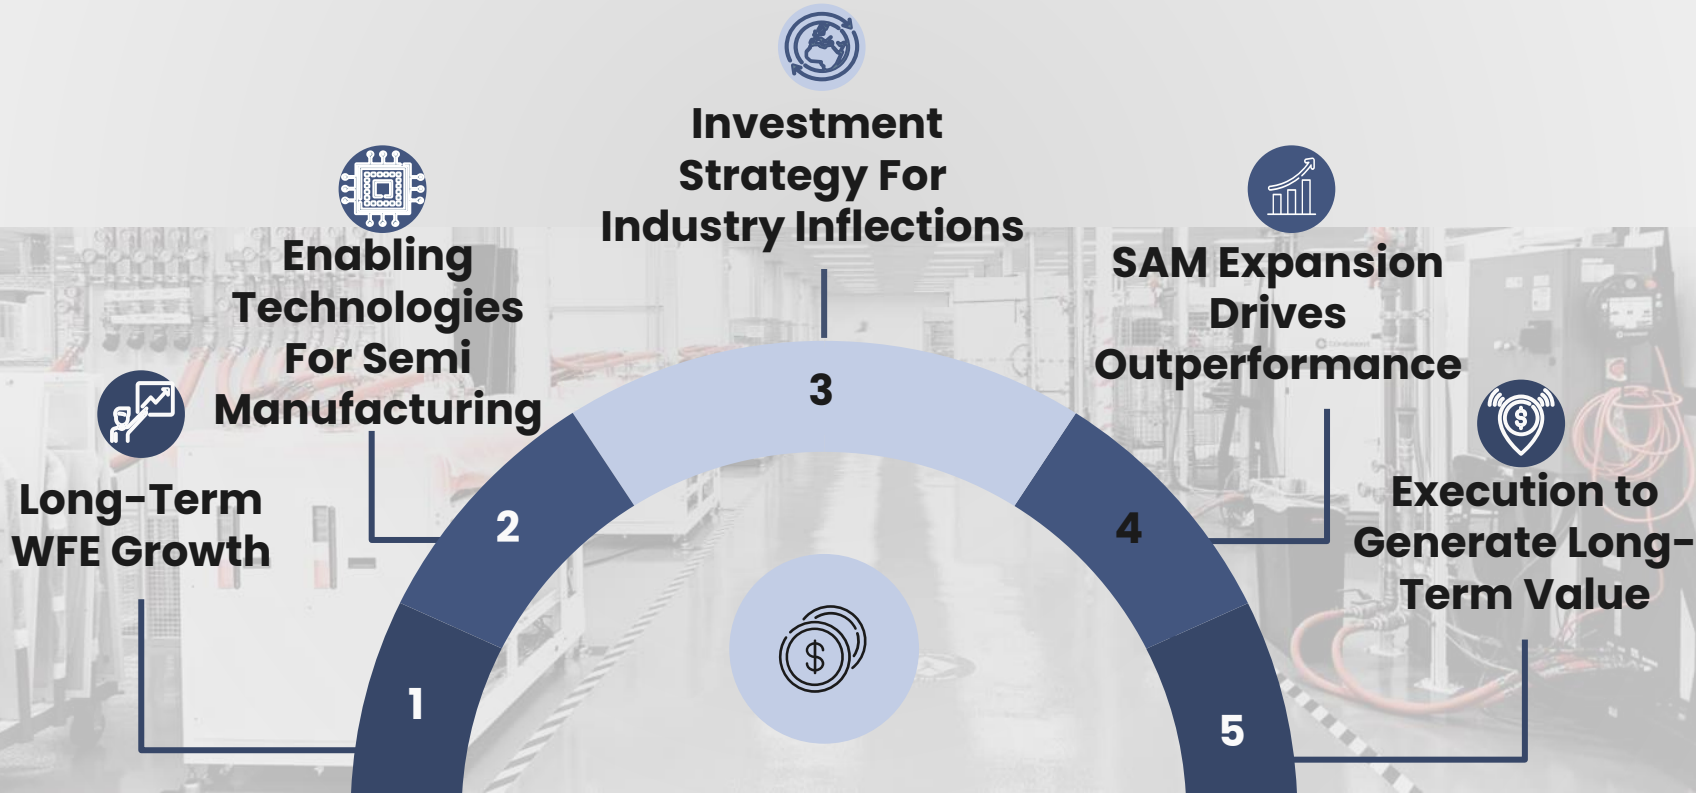 Investment
Strategy For
Industry Inflections
Enabling
Technologies
For Semi
Manufacturing
SAM Expansion
Drives
Outperformance
Long-Term
WFE Growth
Execution to
Generate Long-
Term Value
1
2
3
4
5
$
$